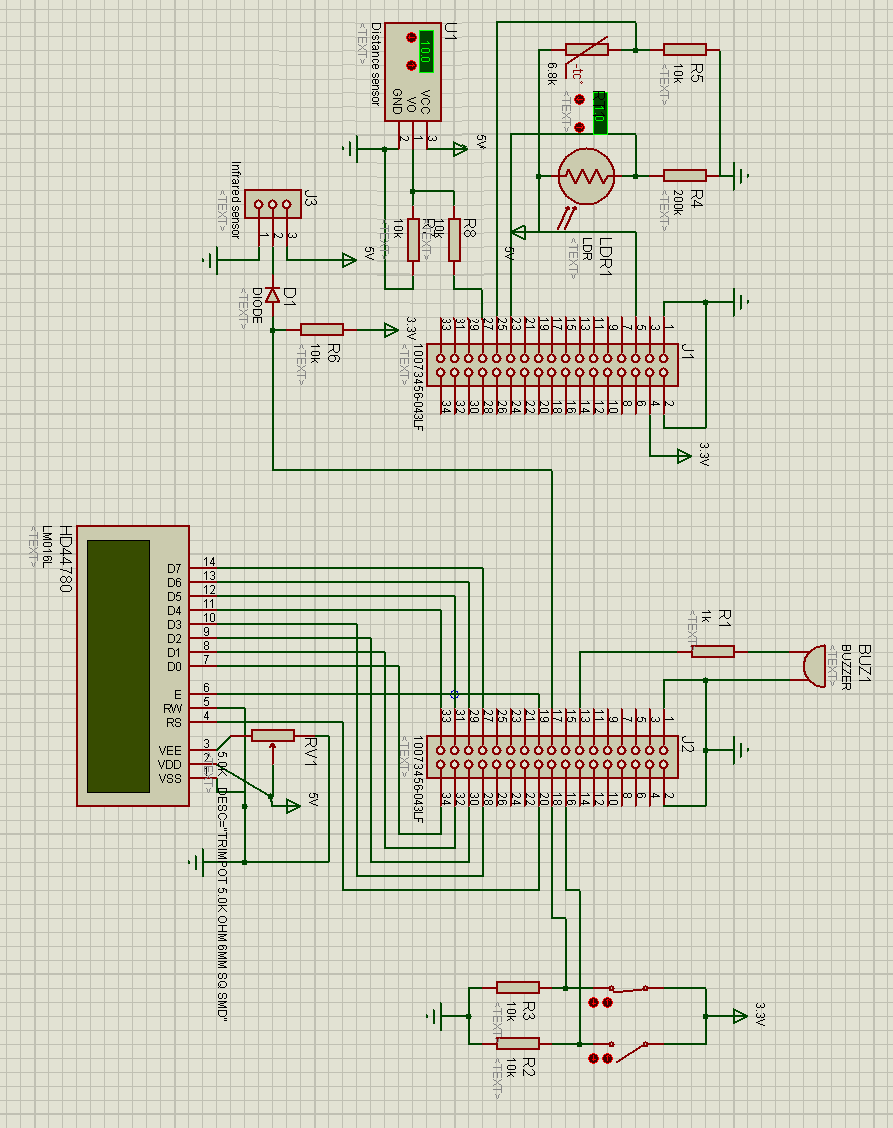 U1
10.0
VCC
VO
GND
3
1
2
Distance sensor
<TEXT>
5V
R5
10k
<TEXT>
-tc°
6.8k
<TEXT>
1.0
R4
200k
<TEXT>
LDR1
LDR
<TEXT>
5V
J3
1
2
3
Infrared sensor
<TEXT>
5V
R8
10k
<TEXT>
10k
<TEXT>
D1
DIODE
<TEXT>
R6
10k
<TEXT>
3.3V
J1
33 31 29 27 25 23 21 19 17 15 13 11 9 7 5 3 1
34 32 30 28 26 24 22 20 18 16 14 12 10 8 6 4 2
10073456-043LF
<TEXT>
3.3V
HD44780
LM016L
<TEXT>
D7 14
D6 13
D5 12
D4 11
D3 10
D2 9
D1 8
D0 7
E 6
RW 5
RS 4
VEE 3
VDD 2
VSS
RV1
5.0K
<TEXT>
DESC="TRIMPOT 5.0K OHM 6MM SQ SMD"
5V
R1
1k
<TEXT>
BUZ1
BUZZER
<TEXT>
J2
33 31 29 27 25 23 21 19 17 15 13 11 9 7 5 3 1
34 32 30 28 26 24 22 20 18 16 14 12 10 8 6 4 2
10073456-043LF
<TEXT>
R3
10k
<TEXT>
R2
10k
<TEXT>
3.3V